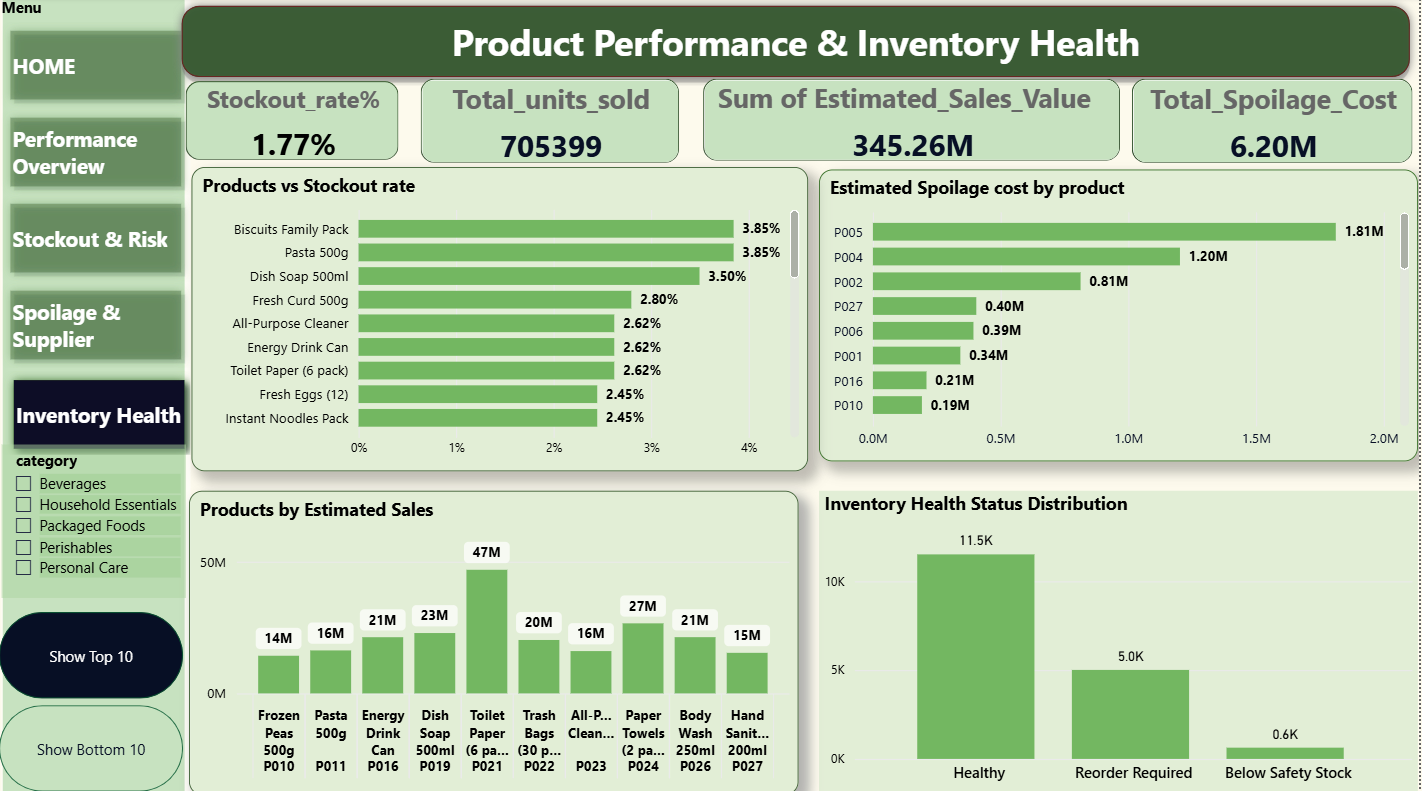 Menu
Product Performance & Inventory Health
HOME
Performance
Overview
Stockout & Risk
Spoilage &
Supplier
Inventory Health
category
Beverages
Household Essentials
Packaged Foods
Perishables
Personal Care
Show Top 10
Show Bottom 10
Stockout_rate%
1.77%
Total_units_sold
705399
Sum of Estimated_Sales_Value
345.26M
Total_Spoilage_Cost
6.20M
Products vs Stockout rate
Biscuits Family Pack 3.85%
Pasta 500g 3.85%
Dish Soap 500ml 3.50%
Fresh Curd 500g 2.80%
All-Purpose Cleaner 2.62%
Energy Drink Can 2.62%
Toilet Paper (6 pack) 2.62%
Fresh Eggs (12) 2.45%
Instant Noodles Pack 2.45%
0% 1% 2% 3% 4%
Estimated Spoilage cost by product
P005 1.81M
P004 1.20M
P002 0.81M
P027 0.40M
P006 0.39M
P001 0.34M
P016 0.21M
P010 0.19M
0.0M 0.5M 1.0M 1.5M 2.0M
Products by Estimated Sales
50M
0M
14M 16M 21M 23M 47M 20M 16M 27M 21M 15M
Frozen Pasta Energy Dish Toilet Trash All-P... Paper Body Hand
Peas 500g Drink Soap Paper Bags Clean... Towels Wash Sanit...
500g Can 500ml (6 pa... (30 p... (2 pa... 250ml 200ml
P010 P011 P016 P019 P021 P022 P023 P024 P026 P027
Inventory Health Status Distribution
10K
5K
0K
11.5K 5.0K 0.6K
Healthy Reorder Required Below Safety Stock